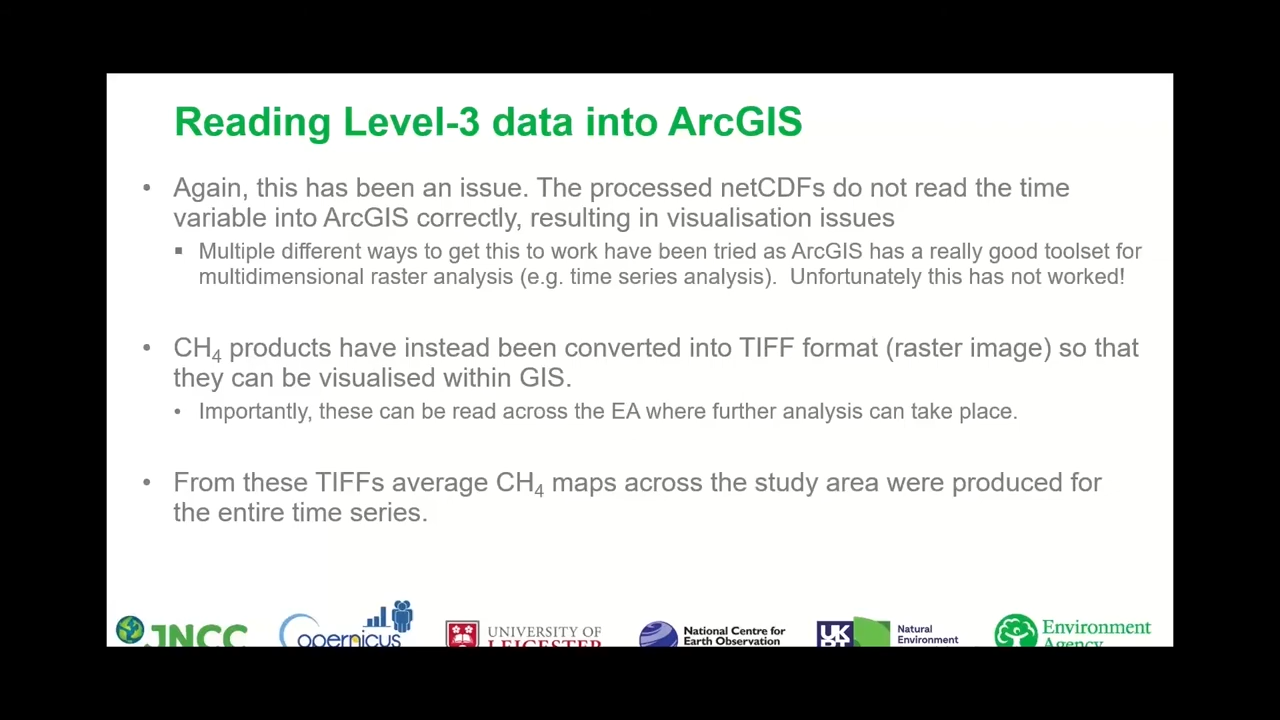 Reading Level-3 data into ArcGIS
• Again, this has been an issue. The processed netCDFs do not read the time
variable into ArcGIS correctly, resulting in visualisation issues
▪ Multiple different ways to get this to work have been tried as ArcGIS has a really good toolset for
multidimensional raster analysis (e.g. time series analysis).  Unfortunately this has not worked!
• CH₄ products have instead been converted into TIFF format (raster image) so that
they can be visualised within GIS.
• Importantly, these can be read across the EA where further analysis can take place.
• From these TIFFs average CH₄ maps across the study area were produced for
the entire time series.
JNCC
Copernicus
UNIVERSITY OF
LEICESTER
National Centre for
Earth Observation
UK
Natural
Environment
Environment
Agency